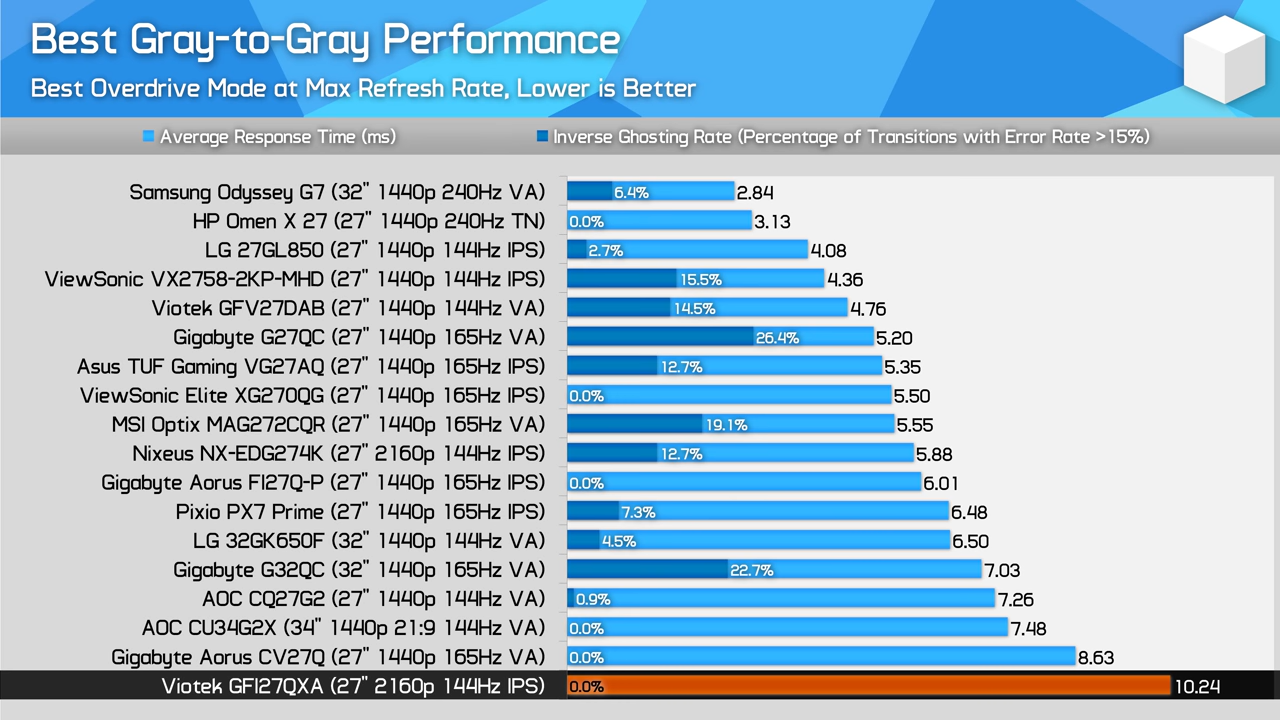 Best Gray-to-Gray Performance
Best Overdrive Mode at Max Refresh Rate, Lower is Better
Average Response Time (ms) Inverse Ghosting Rate (Percentage of Transitions with Error Rate >15%)
Samsung Odyssey G7 (32" 1440p 240Hz VA) 6.4% 2.84
HP Omen X 27 (27" 1440p 240Hz TN) 0.0% 3.13
LG 27GL850 (27" 1440p 144Hz IPS) 2.7% 4.08
ViewSonic VX2758-2KP-MHD (27" 1440p 144Hz IPS) 15.5% 4.36
Viotek GFV27DAB (27" 1440p 144Hz VA) 14.5% 4.76
Gigabyte G27QC (27" 1440p 165Hz VA) 26.4% 5.20
Asus TUF Gaming VG27AQ (27" 1440p 165Hz IPS) 12.7% 5.35
ViewSonic Elite XG270QG (27" 1440p 165Hz IPS) 0.0% 5.50
MSI Optix MAG272CQR (27" 1440p 165Hz VA) 19.1% 5.55
Nixeus NX-EDG274K (27" 2160p 144Hz IPS) 12.7% 5.88
Gigabyte Aorus FI27Q-P (27" 1440p 165Hz IPS) 0.0% 6.01
Pixio PX7 Prime (27" 1440p 165Hz IPS) 7.3% 6.48
LG 32GK650F (32" 1440p 144Hz VA) 4.5% 6.50
Gigabyte G32QC (32" 1440p 165Hz VA) 22.7% 7.03
AOC CQ27G2 (27" 1440p 144Hz VA) 0.9% 7.26
AOC CU34G2X (34" 1440p 21:9 144Hz VA) 0.0% 7.48
Gigabyte Aorus CV27Q (27" 1440p 165Hz VA) 0.0% 8.63
Viotek GFI27QXA (27" 2160p 144Hz IPS) 0.0% 10.24